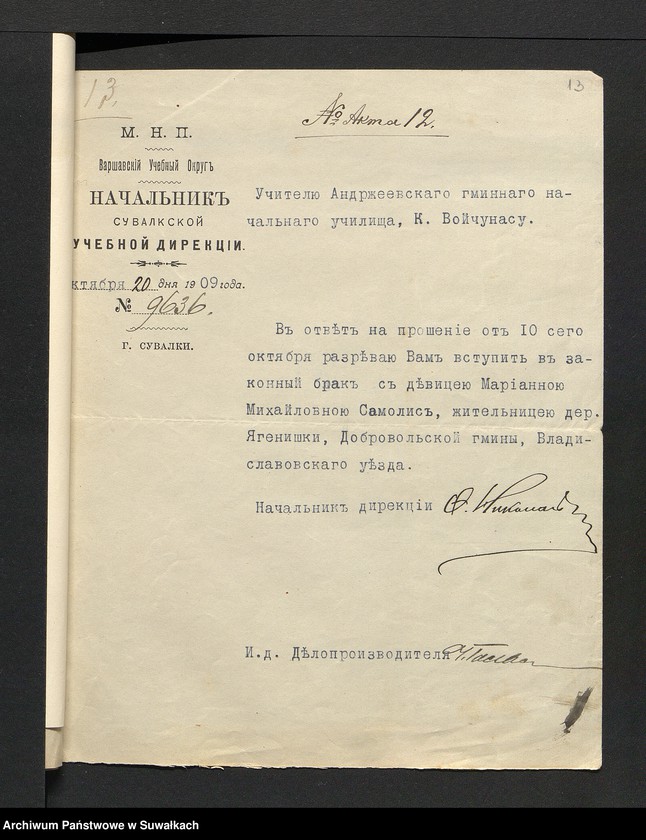 13.
13
№ Акта 12.
М. Н. П.
Варшавскій Учебный Округъ
НАЧАЛЬНИКЪ
СУВАЛКСКОЙ
УЧЕБНОЙ ДИРЕКЦІИ.
ктября 20 дня 1909 года.
№ 9636.
г. СУВАЛКИ.
Учителю Андржеевскаго гминнаго на-
чальнаго училища, К. Войчунасу.
Въ отвѣтъ на прошеніе отъ 10 сего
октября разрѣваю Вамъ вступить въ за-
конный бракъ съ дѣвицею Маріанною
Михайловною Самолисъ, жительницею дер.
Ягенишки, Добровольской гмины, Влади-
славовскаго уѣзда.
Начальникъ дирекціи
И.д. Дѣлопроизводителя
Archiwum Państwowe w Suwałkach